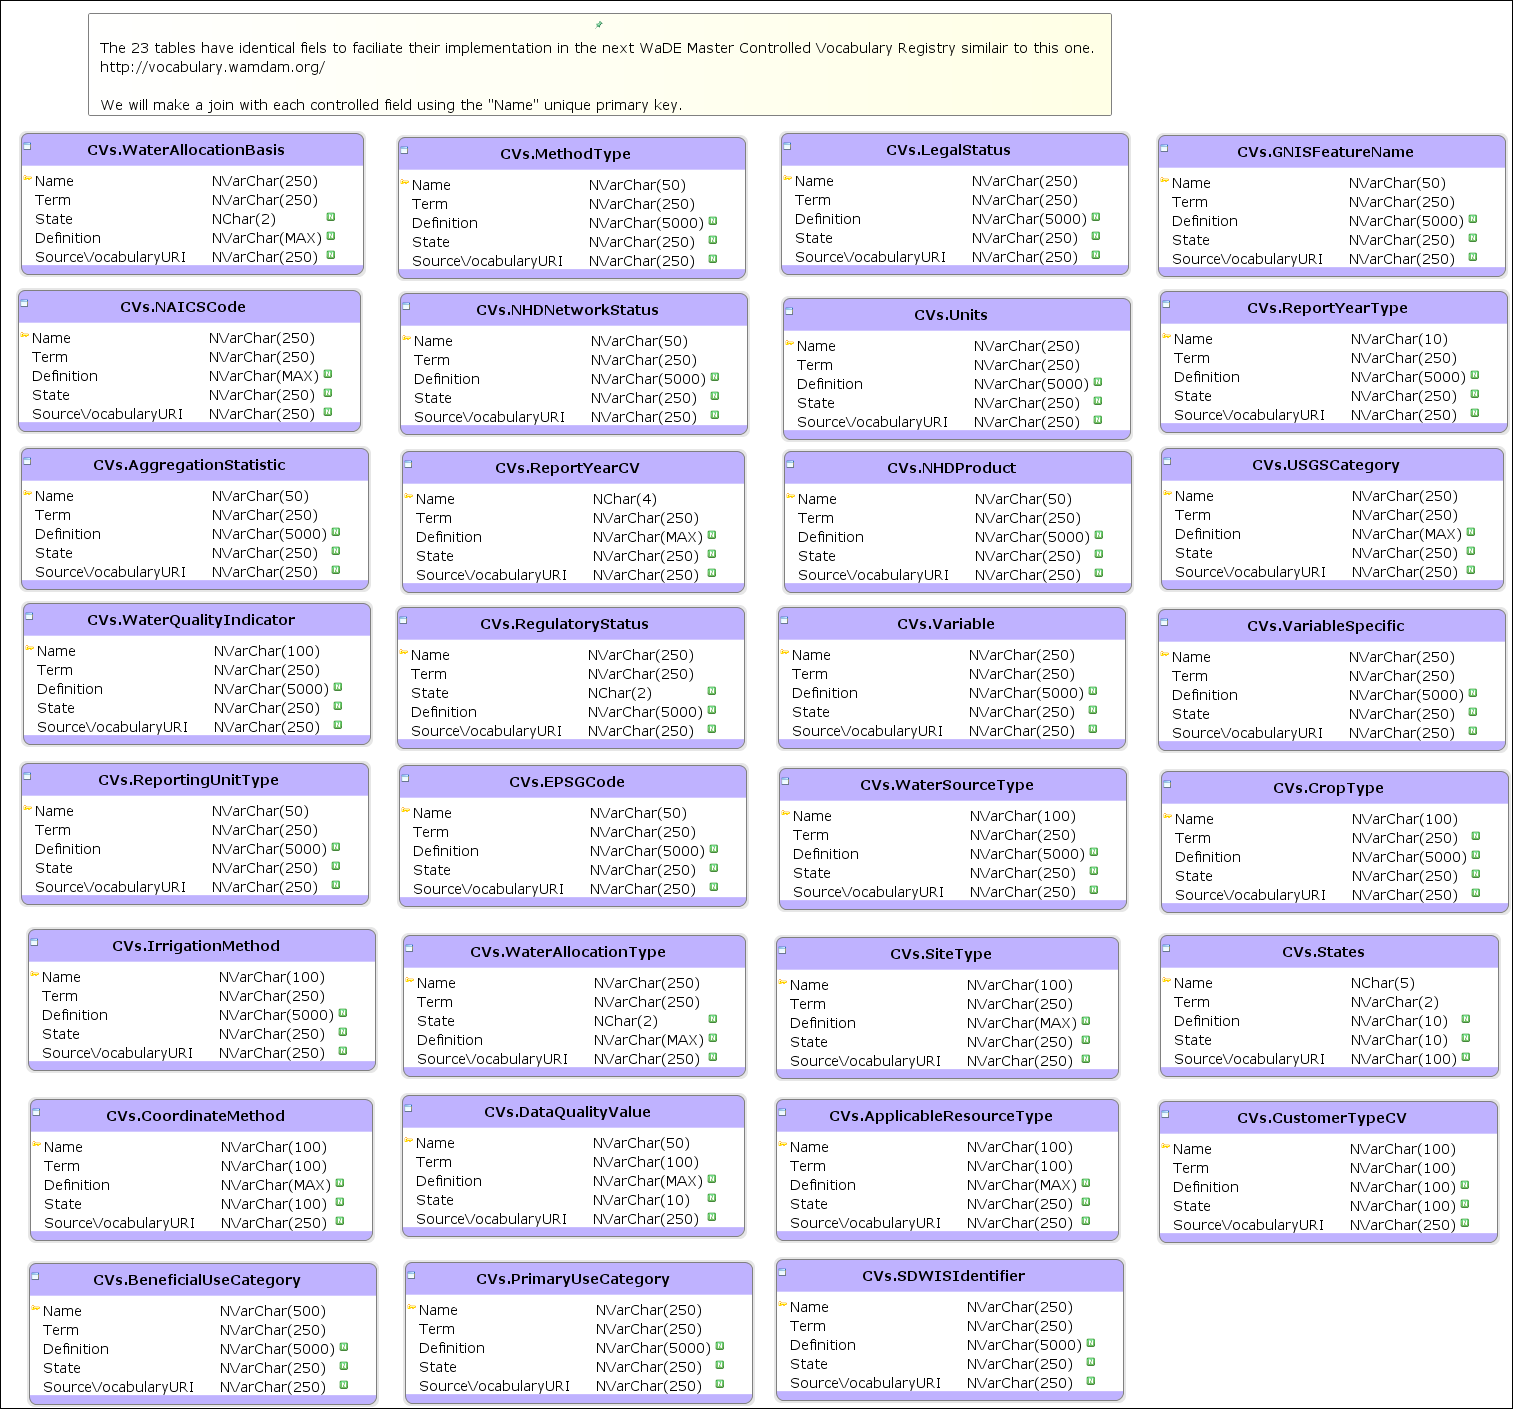 The 23 tables have identical fiels to faciliate their implementation in the next WaDE Master Controlled Vocabulary Registry similair to this one.
http://vocabulary.wamdam.org/
We will make a join with each controlled field using the "Name" unique primary key.
CVs.WaterAllocationBasis
Name NVarChar(250)
Term NVarChar(250)
State NChar(2) N
Definition NVarChar(MAX) N
SourceVocabularyURI NVarChar(250) N
CVs.MethodType
Name NVarChar(50)
Term NVarChar(250)
Definition NVarChar(5000) N
State NVarChar(250) N
SourceVocabularyURI NVarChar(250) N
CVs.LegalStatus
Name NVarChar(250)
Term NVarChar(250)
Definition NVarChar(5000) N
State NVarChar(250) N
SourceVocabularyURI NVarChar(250) N
CVs.GNISFeatureName
Name NVarChar(50)
Term NVarChar(250)
Definition NVarChar(5000) N
State NVarChar(250) N
SourceVocabularyURI NVarChar(250) N
CVs.NAICSCode
Name NVarChar(250)
Term NVarChar(250)
Definition NVarChar(MAX) N
State NVarChar(250) N
SourceVocabularyURI NVarChar(250) N
CVs.NHDNetworkStatus
Name NVarChar(50)
Term NVarChar(250)
Definition NVarChar(5000) N
State NVarChar(250) N
SourceVocabularyURI NVarChar(250) N
CVs.Units
Name NVarChar(250)
Term NVarChar(250)
Definition NVarChar(5000) N
State NVarChar(250) N
SourceVocabularyURI NVarChar(250) N
CVs.ReportYearType
Name NVarChar(10)
Term NVarChar(250)
Definition NVarChar(5000) N
State NVarChar(250) N
SourceVocabularyURI NVarChar(250) N
CVs.AggregationStatistic
Name NVarChar(50)
Term NVarChar(250)
Definition NVarChar(5000) N
State NVarChar(250) N
SourceVocabularyURI NVarChar(250) N
CVs.ReportYearCV
Name NChar(4)
Term NVarChar(250)
Definition NVarChar(MAX) N
State NVarChar(250) N
SourceVocabularyURI NVarChar(250) N
CVs.NHDProduct
Name NVarChar(50)
Term NVarChar(250)
Definition NVarChar(5000) N
State NVarChar(250) N
SourceVocabularyURI NVarChar(250) N
CVs.USGSCategory
Name NVarChar(250)
Term NVarChar(250)
Definition NVarChar(MAX) N
State NVarChar(250) N
SourceVocabularyURI NVarChar(250) N
CVs.WaterQualityIndicator
Name NVarChar(100)
Term NVarChar(250)
Definition NVarChar(5000) N
State NVarChar(250) N
SourceVocabularyURI NVarChar(250) N
CVs.RegulatoryStatus
Name NVarChar(250)
Term NVarChar(250)
State NChar(2) N
Definition NVarChar(5000) N
SourceVocabularyURI NVarChar(250) N
CVs.Variable
Name NVarChar(250)
Term NVarChar(250)
Definition NVarChar(5000) N
State NVarChar(250) N
SourceVocabularyURI NVarChar(250) N
CVs.VariableSpecific
Name NVarChar(250)
Term NVarChar(250)
Definition NVarChar(5000) N
State NVarChar(250) N
SourceVocabularyURI NVarChar(250) N
CVs.ReportingUnitType
Name NVarChar(50)
Term NVarChar(250)
Definition NVarChar(5000) N
State NVarChar(250) N
SourceVocabularyURI NVarChar(250) N
CVs.EPSGCode
Name NVarChar(50)
Term NVarChar(250)
Definition NVarChar(5000) N
State NVarChar(250) N
SourceVocabularyURI NVarChar(250) N
CVs.WaterSourceType
Name NVarChar(100)
Term NVarChar(250)
Definition NVarChar(5000) N
State NVarChar(250) N
SourceVocabularyURI NVarChar(250) N
CVs.CropType
Name NVarChar(100)
Term NVarChar(250) N
Definition NVarChar(5000) N
State NVarChar(250) N
SourceVocabularyURI NVarChar(250) N
CVs.IrrigationMethod
Name NVarChar(100)
Term NVarChar(250)
Definition NVarChar(5000) N
State NVarChar(250) N
SourceVocabularyURI NVarChar(250) N
CVs.WaterAllocationType
Name NVarChar(250)
Term NVarChar(250)
State NChar(2) N
Definition NVarChar(MAX) N
SourceVocabularyURI NVarChar(250) N
CVs.SiteType
Name NVarChar(100)
Term NVarChar(250)
Definition NVarChar(MAX) N
State NVarChar(250) N
SourceVocabularyURI NVarChar(250) N
CVs.States
Name NChar(5)
Term NVarChar(2)
Definition NVarChar(10) N
State NVarChar(10) N
SourceVocabularyURI NVarChar(100) N
CVs.CoordinateMethod
Name NVarChar(100)
Term NVarChar(100)
Definition NVarChar(MAX) N
State NVarChar(100) N
SourceVocabularyURI NVarChar(250) N
CVs.DataQualityValue
Name NVarChar(50)
Term NVarChar(100)
Definition NVarChar(MAX) N
State NVarChar(10) N
SourceVocabularyURI NVarChar(250) N
CVs.ApplicableResourceType
Name NVarChar(100)
Term NVarChar(100)
Definition NVarChar(MAX) N
State NVarChar(250) N
SourceVocabularyURI NVarChar(250) N
CVs.CustomerTypeCV
Name NVarChar(100)
Term NVarChar(100)
Definition NVarChar(100) N
State NVarChar(100) N
SourceVocabularyURI NVarChar(250) N
CVs.BeneficialUseCategory
Name NVarChar(500)
Term NVarChar(250)
Definition NVarChar(5000) N
State NVarChar(250) N
SourceVocabularyURI NVarChar(250) N
CVs.PrimaryUseCategory
Name NVarChar(250)
Term NVarChar(250)
Definition NVarChar(5000) N
State NVarChar(250) N
SourceVocabularyURI NVarChar(250) N
CVs.SDWISIdentifier
Name NVarChar(250)
Term NVarChar(250)
Definition NVarChar(5000) N
State NVarChar(250) N
SourceVocabularyURI NVarChar(250) N